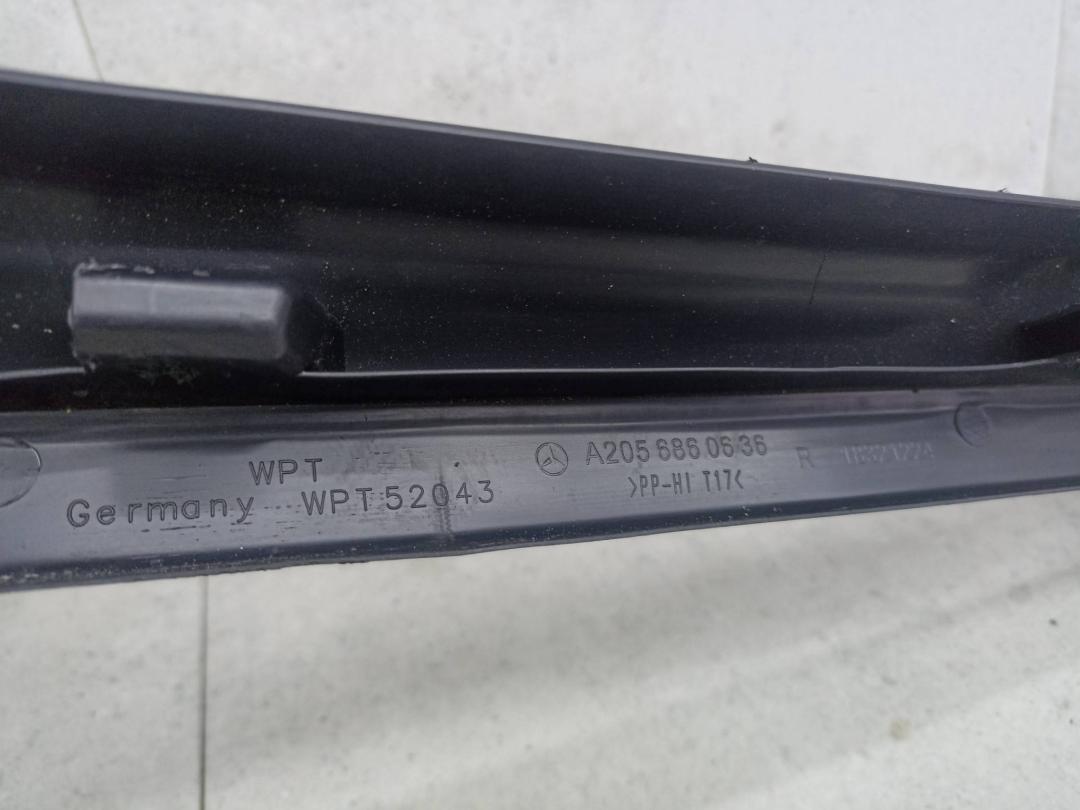 WPT
Germany WPT 52043
A205 686 06 36 R
>PP-HI T17<